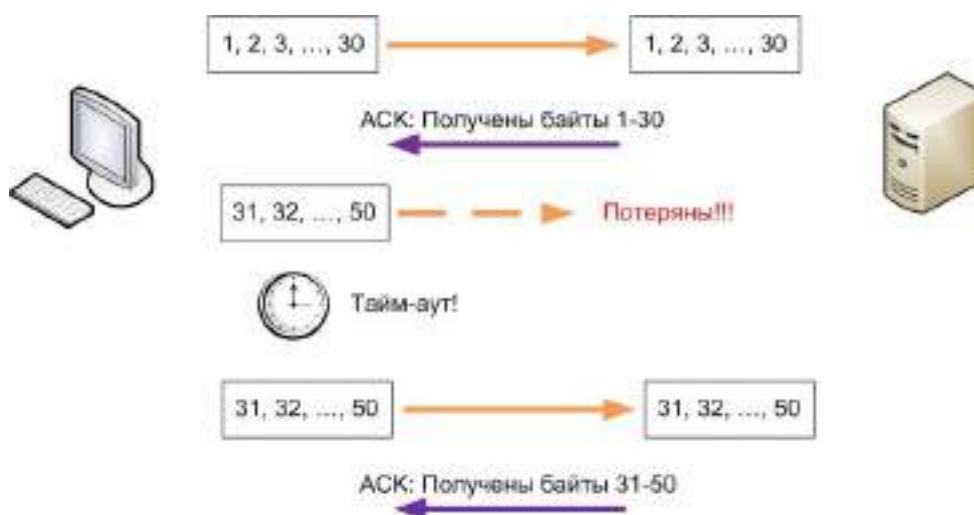 1, 2, 3, ..., 30
1, 2, 3, ..., 30
ACK: Получены байты 1-30
31, 32, ..., 50
Потеряны!!!
Тайм-аут!
31, 32, ..., 50
31, 32, ..., 50
ACK: Получены байты 31-50